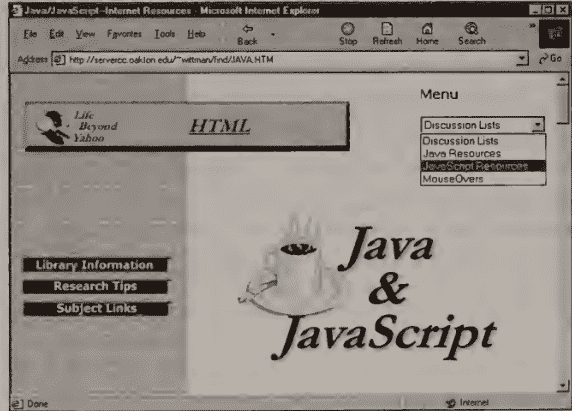 Java/JavaScript--Internet Resources - Microsoft Internet Explorer
File Edit View Favorites Tools Help Back Stop Refresh Home Search »
Address http://servercc.oakton.edu/~wittman/find/JAVA.HTM Go
Menu
Life
Beyond
Yahoo
HTML
Discussion Lists
Discussion Lists
Java Resources
JavaScript Resources
MouseOvers
Java
&
JavaScript
Library Information
Research Tips
Subject Links
Done Internet